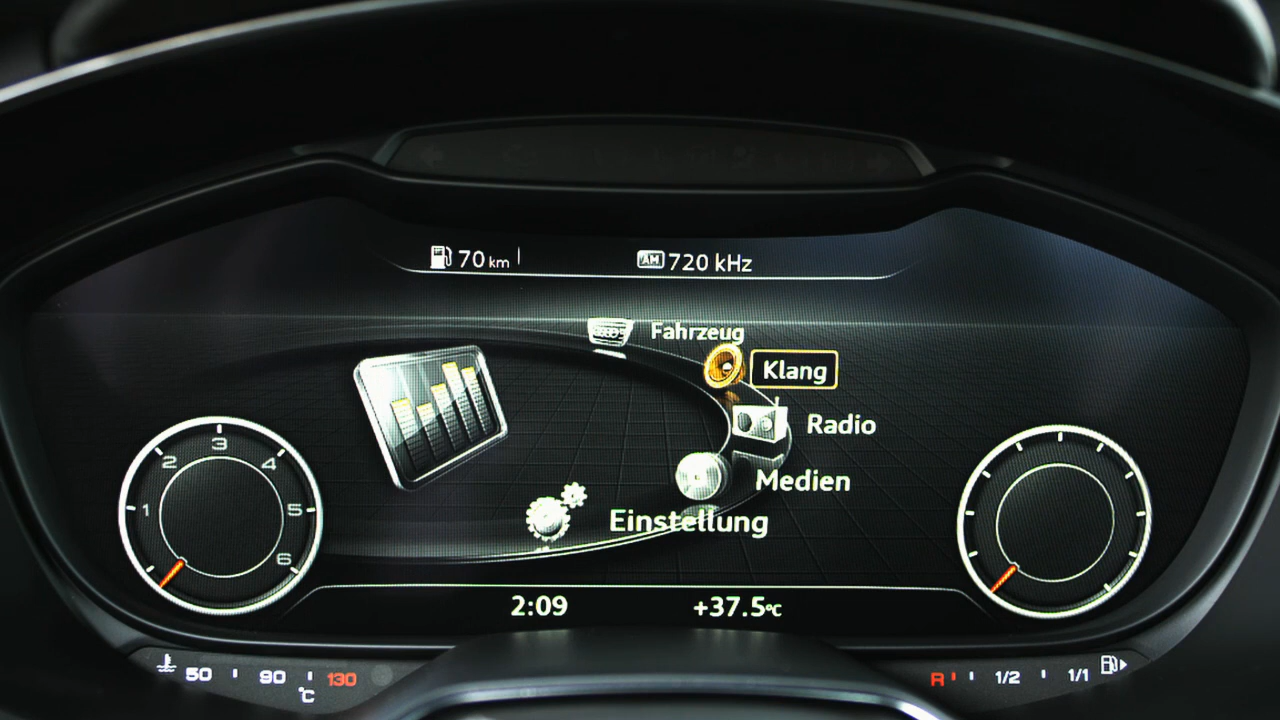 70 km
AM 720 kHz
Fahrzeug
Klang
Radio
Medien
Einstellung
1 2 3 4 5 6
2:09 +37.5°C
50 90 130
°C
R 1/2 1/1